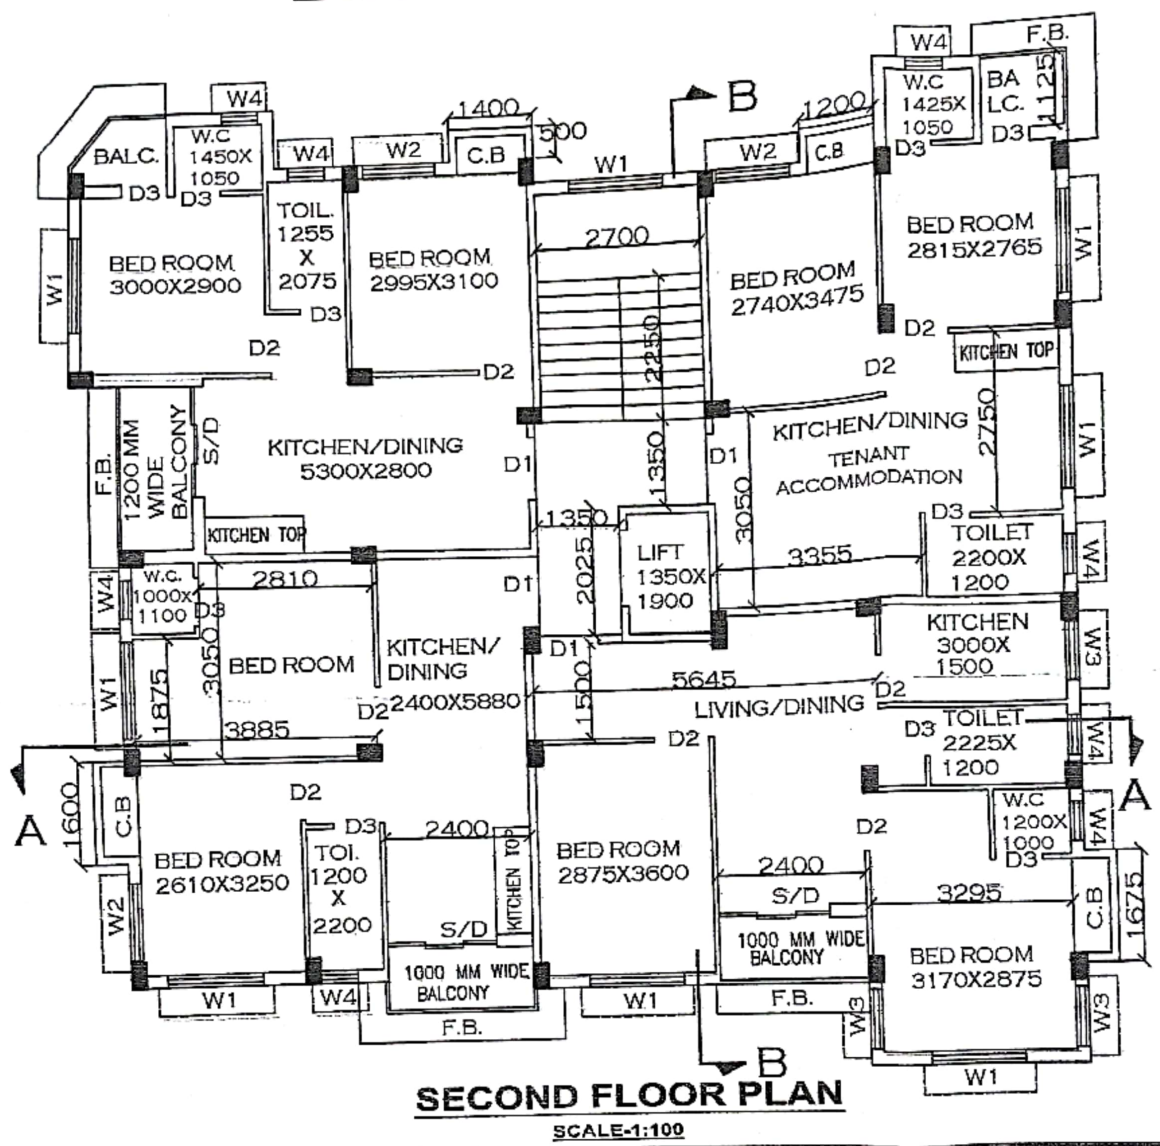 F.B.
W4
W.C
1425X
1050
BA
LC.
1125
D3
D3
B
1400
1200
500
W4
W.C
1450X
1050
BALC.
D3
D3
W4
W2
C.B
W1
W2
C.B
TOIL.
1255
X
2075
D3
BED ROOM
3000X2900
W1
D2
BED ROOM
2995X3100
D2
2700
2250
BED ROOM
2740X3475
BED ROOM
2815X2765
W1
D2
KITCHEN TOP
D2
F.B.
1200 MM
WIDE
BALCONY
S/D
KITCHEN/DINING
5300X2800
D1
KITCHEN TOP
1350
1350
D1
KITCHEN/DINING
TENANT
ACCOMMODATION
2750
W1
3050
D3
3355
TOILET
2200X
1200
W4
LIFT
1350X
1900
2025
W4
W.C.
1000X
1100
D3
2810
3050
BED ROOM
D1
KITCHEN/
DINING
2400X5880
W1
1875
3885
D2
D1
1500
5645
LIVING/DINING
KITCHEN
3000X
1500
W3
D2
D3
TOILET
2225X
1200
W4
D2
A
A
1600
C.B
D2
BED ROOM
2610X3250
D3
TOI.
1200
X
2200
2400
KITCHEN TOP
S/D
1000 MM WIDE
BALCONY
BED ROOM
2875X3600
2400
S/D
1000 MM WIDE
BALCONY
D2
W.C
1200X
1000
W4
D3
3295
C.B
1675
BED ROOM
3170X2875
W2
W1
W4
F.B.
W1
F.B.
W3
W3
W1
B
SECOND FLOOR PLAN
SCALE-1:100